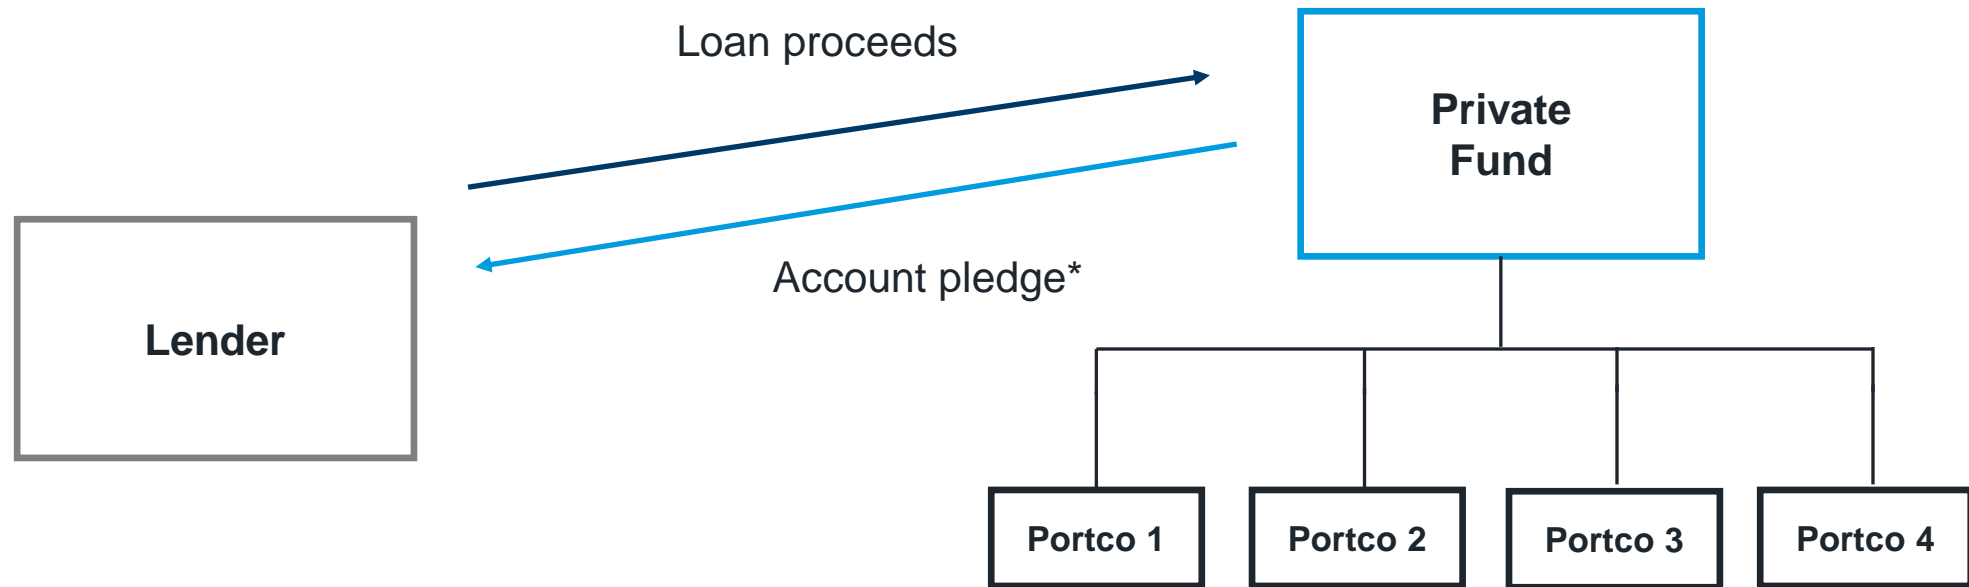 Loan proceeds
Private
Fund
Account pledge*
Lender
Portco 1
Portco 2
Portco 3
Portco 4